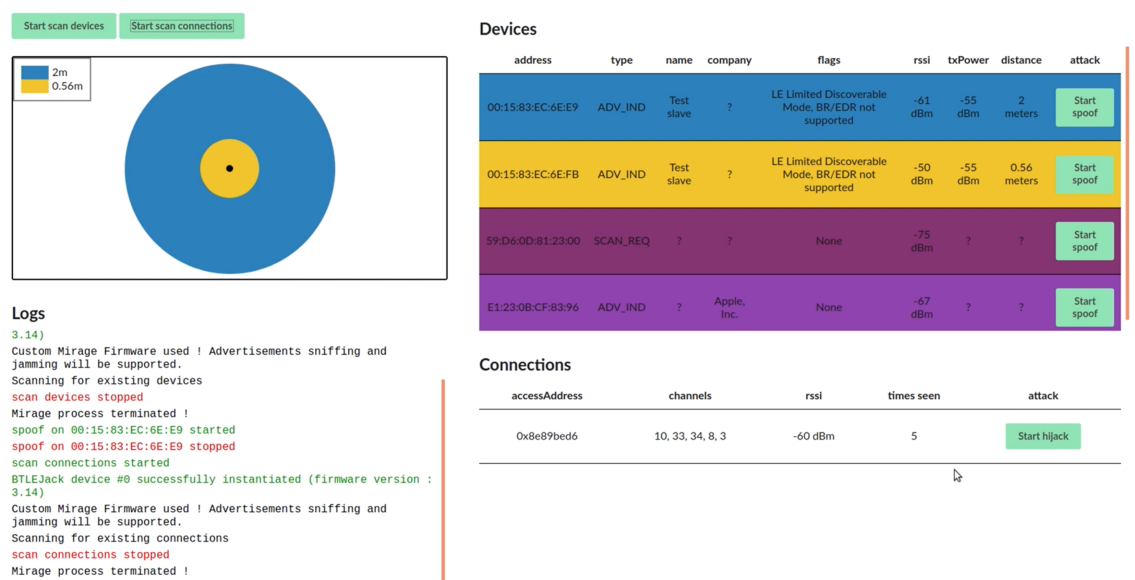 Start scan devices
Start scan connections
2m
0.56m
Logs
3.14)
Custom Mirage Firmware used ! Advertisements sniffing and
jamming will be supported.
Scanning for existing devices
scan devices stopped
Mirage process terminated !
spoof on 00:15:83:EC:6E:E9 started
spoof on 00:15:83:EC:6E:E9 stopped
scan connections started
BTLEJack device #0 successfully instantiated (firmware version :
3.14)
Custom Mirage Firmware used ! Advertisements sniffing and
jamming will be supported.
Scanning for existing connections
scan connections stopped
Mirage process terminated !
Devices
address type name company flags rssi txPower distance attack
00:15:83:EC:6E:E9 ADV_IND Test slave ? LE Limited Discoverable Mode, BR/EDR not supported -61 dBm -55 dBm 2 meters Start spoof
00:15:83:EC:6E:FB ADV_IND Test slave ? LE Limited Discoverable Mode, BR/EDR not supported -50 dBm -55 dBm 0.56 meters Start spoof
59:D6:0D:81:23:00 SCAN_REQ ? ? None -75 dBm ? ? Start spoof
E1:23:0B:CF:83:96 ADV_IND ? Apple, Inc. None -67 dBm ? ? Start spoof
Connections
accessAddress channels rssi times seen attack
0x8e89bed6 10, 33, 34, 8, 3 -60 dBm 5 Start hijack